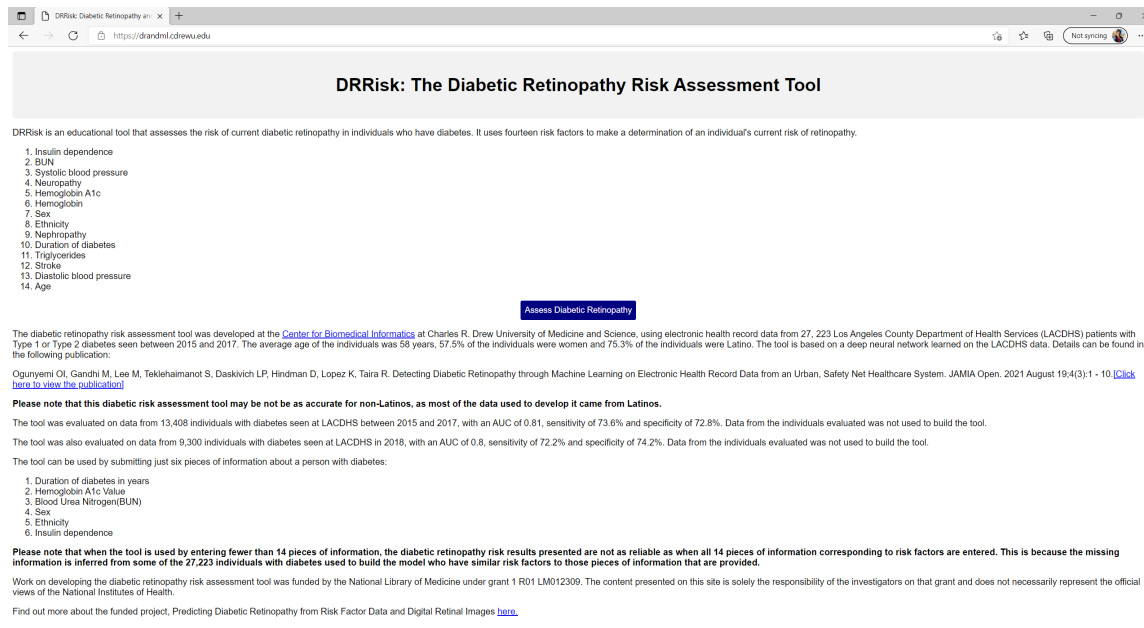 DRRisk: Diabetic Retinopathy an
https://drandml.cdrewu.edu
Not syncing
DRRisk: The Diabetic Retinopathy Risk Assessment Tool
DRRisk is an educational tool that assesses the risk of current diabetic retinopathy in individuals who have diabetes. It uses fourteen risk factors to make a determination of an individual's current risk of retinopathy.
1. Insulin dependence
2. BUN
3. Systolic blood pressure
4. Neuropathy
5. Hemoglobin A1c
6. Hemoglobin
7. Sex
8. Ethnicity
9. Nephropathy
10. Duration of diabetes
11. Triglycerides
12. Stroke
13. Diastolic blood pressure
14. Age
Assess Diabetic Retinopathy
The diabetic retinopathy risk assessment tool was developed at the Center for Biomedical Informatics at Charles R. Drew University of Medicine and Science, using electronic health record data from 27, 223 Los Angeles County Department of Health Services (LACDHS) patients with
Type 1 or Type 2 diabetes seen between 2015 and 2017. The average age of the individuals was 58 years, 57.5% of the individuals were women and 75.3% of the individuals were Latino. The tool is based on a deep neural network learned on the LACDHS data. Details can be found in
the following publication:
Ogunyemi OI, Gandhi M, Lee M, Teklehaimanot S, Daskivich LP, Hindman D, Lopez K, Taira R. Detecting Diabetic Retinopathy through Machine Learning on Electronic Health Record Data from an Urban, Safety Net Healthcare System. JAMIA Open. 2021 August 19;4(3):1 - 10.[Click
here to view the publication]
Please note that this diabetic risk assessment tool may be not be as accurate for non-Latinos, as most of the data used to develop it came from Latinos.
The tool was evaluated on data from 13,408 individuals with diabetes seen at LACDHS between 2015 and 2017, with an AUC of 0.81, sensitivity of 73.6% and specificity of 72.8%. Data from the individuals evaluated was not used to build the tool.
The tool was also evaluated on data from 9,300 individuals with diabetes seen at LACDHS in 2018, with an AUC of 0.8, sensitivity of 72.2% and specificity of 74.2%. Data from the individuals evaluated was not used to build the tool.
The tool can be used by submitting just six pieces of information about a person with diabetes:
1. Duration of diabetes in years
2. Hemoglobin A1c Value
3. Blood Urea Nitrogen(BUN)
4. Sex
5. Ethnicity
6. Insulin dependence
Please note that when the tool is used by entering fewer than 14 pieces of information, the diabetic retinopathy risk results presented are not as reliable as when all 14 pieces of information corresponding to risk factors are entered. This is because the missing
information is inferred from some of the 27,223 individuals with diabetes used to build the model who have similar risk factors to those pieces of information that are provided.
Work on developing the diabetic retinopathy risk assessment tool was funded by the National Library of Medicine under grant 1 R01 LM012309. The content presented on this site is solely the responsibility of the investigators on that grant and does not necessarily represent the official
views of the National Institutes of Health.
Find out more about the funded project, Predicting Diabetic Retinopathy from Risk Factor Data and Digital Retinal Images here.